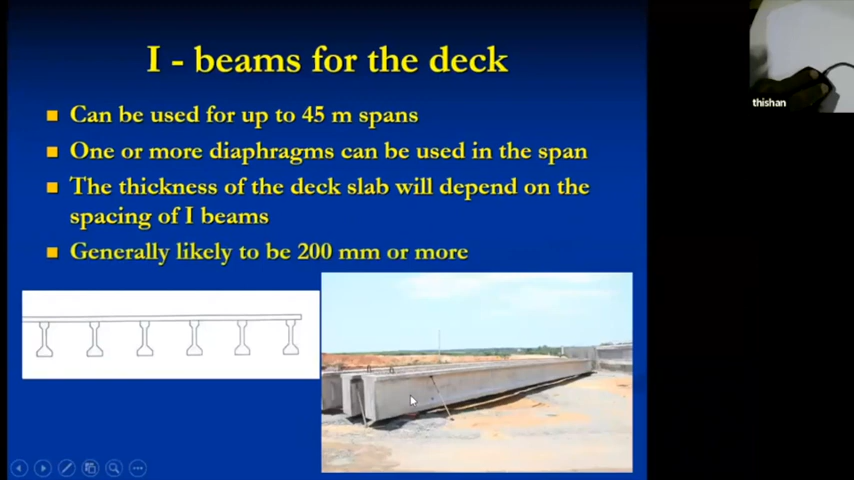 I - beams for the deck
Can be used for up to 45 m spans
One or more diaphragms can be used in the span
The thickness of the deck slab will depend on the
spacing of I beams
Generally likely to be 200 mm or more
thishan